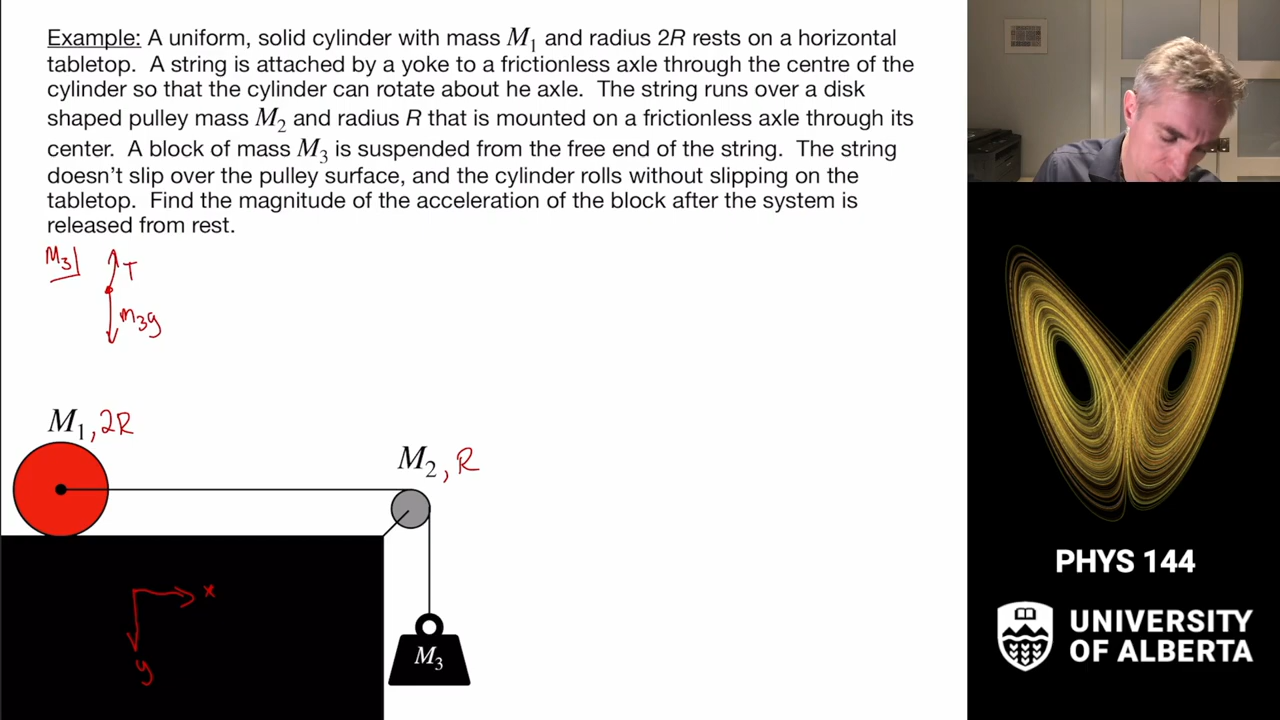 Example: A uniform, solid cylinder with mass M1 and radius 2R rests on a horizontal
tabletop. A string is attached by a yoke to a frictionless axle through the centre of the
cylinder so that the cylinder can rotate about he axle. The string runs over a disk
shaped pulley mass M2 and radius R that is mounted on a frictionless axle through its
center. A block of mass M3 is suspended from the free end of the string. The string
doesn't slip over the pulley surface, and the cylinder rolls without slipping on the
tabletop. Find the magnitude of the acceleration of the block after the system is
released from rest.
M3
T
m3g
M1, 2R
M2, R
x
y
M3
PHYS 144
UNIVERSITY
OF ALBERTA